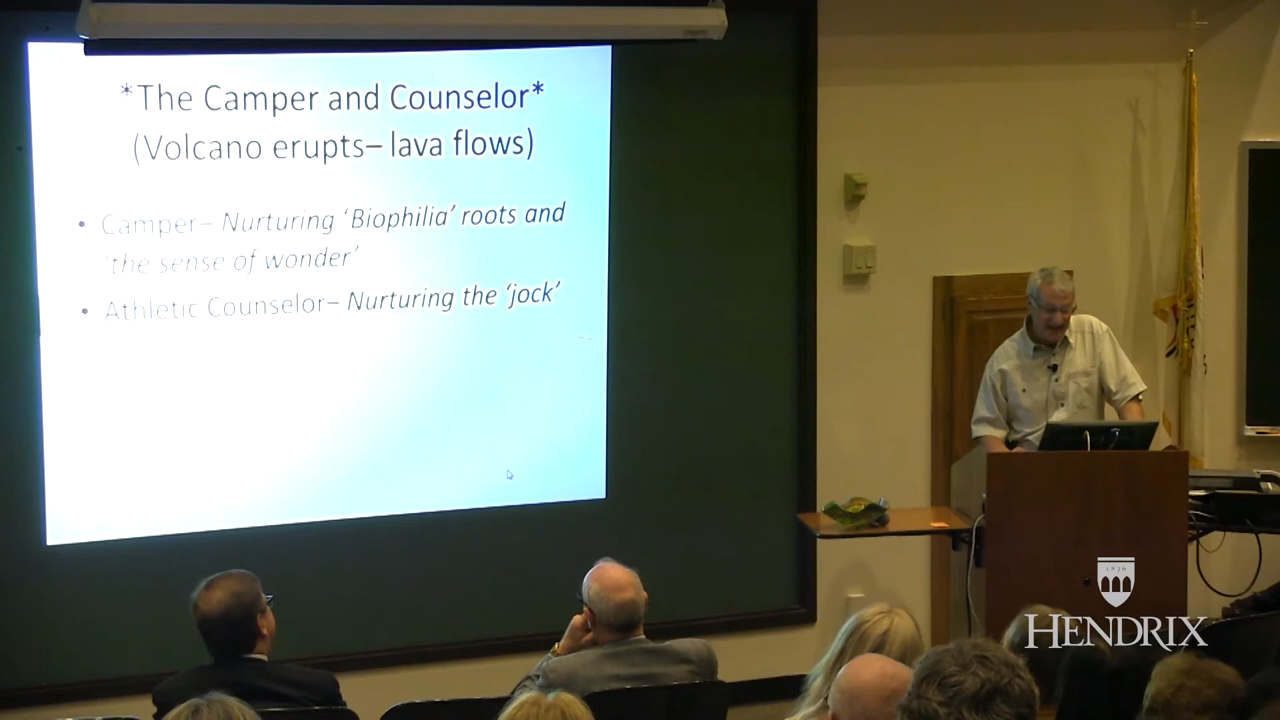 *The Camper and Counselor*
(Volcano erupts– lava flows)
• Camper– Nurturing ‘Biophilia’ roots and
‘the sense of wonder’
• Athletic Counselor– Nurturing the ‘jock’
1876
HENDRIX